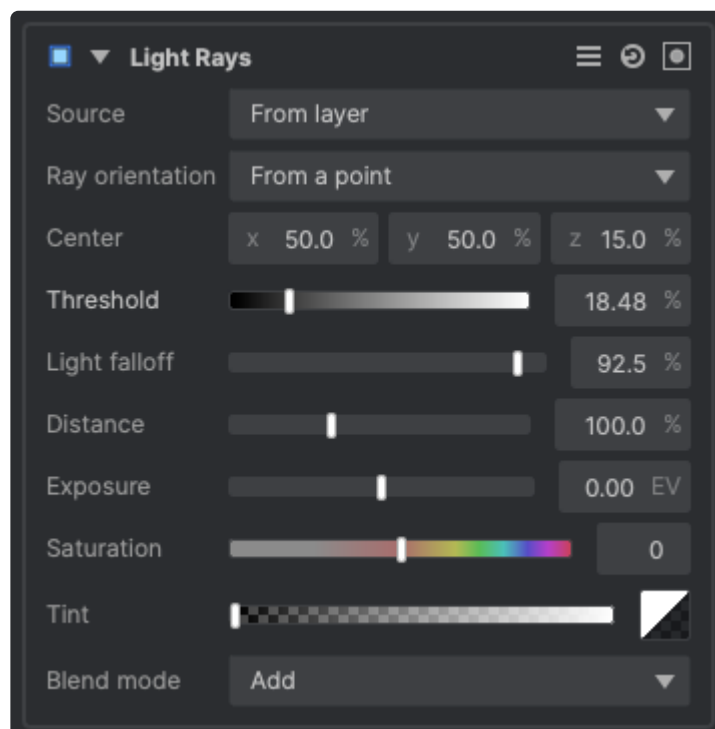 Light Rays
Source From layer
Ray orientation From a point
Center x 50.0 % y 50.0 % z 15.0 %
Threshold 18.48 %
Light falloff 92.5 %
Distance 100.0 %
Exposure 0.00 EV
Saturation 0
Tint
Blend mode Add